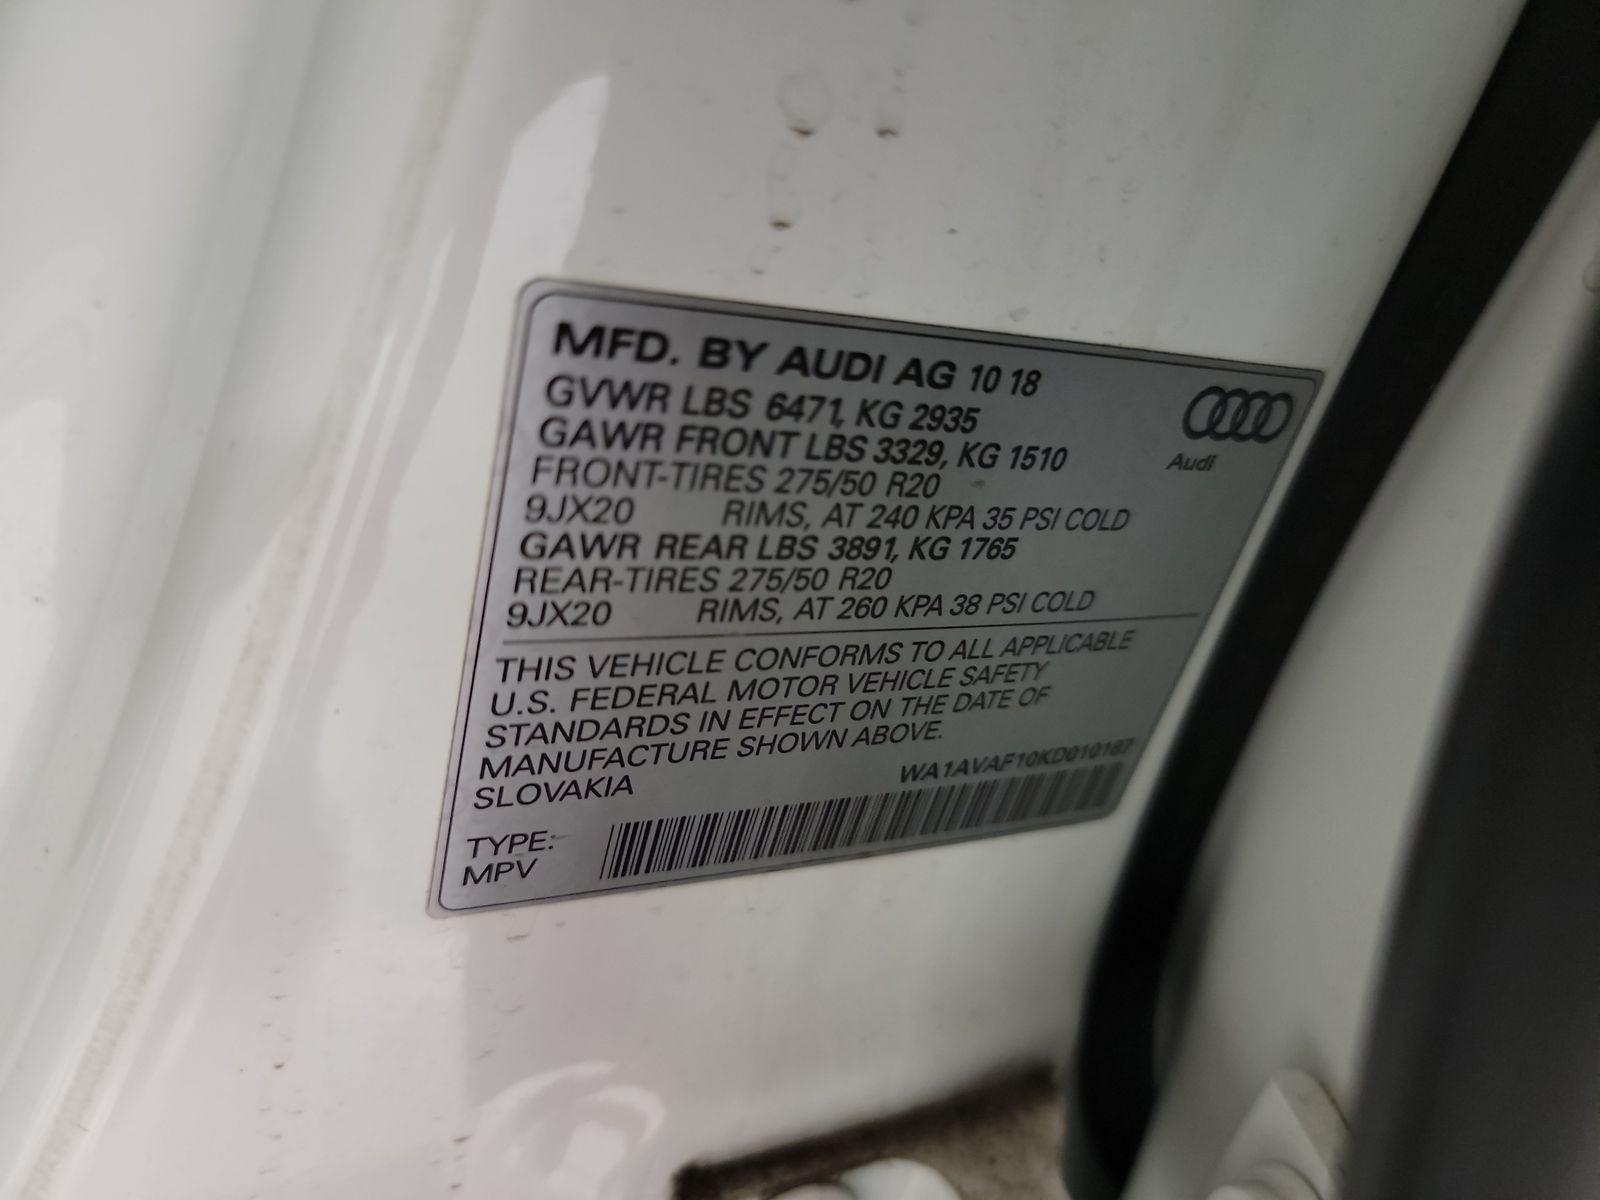 MFD. BY AUDI AG 10 18
GVWR LBS 6471, KG 2935
GAWR FRONT LBS 3329, KG 1510
FRONT-TIRES 275/50 R20
9JX20 RIMS, AT 240 KPA 35 PSI COLD
GAWR REAR LBS 3891, KG 1765
REAR-TIRES 275/50 R20
9JX20 RIMS, AT 260 KPA 38 PSI COLD
Audi
THIS VEHICLE CONFORMS TO ALL APPLICABLE
U.S. FEDERAL MOTOR VEHICLE SAFETY
STANDARDS IN EFFECT ON THE DATE OF
MANUFACTURE SHOWN ABOVE.
SLOVAKIA
WA1AVAF10KD010187
TYPE:
MPV